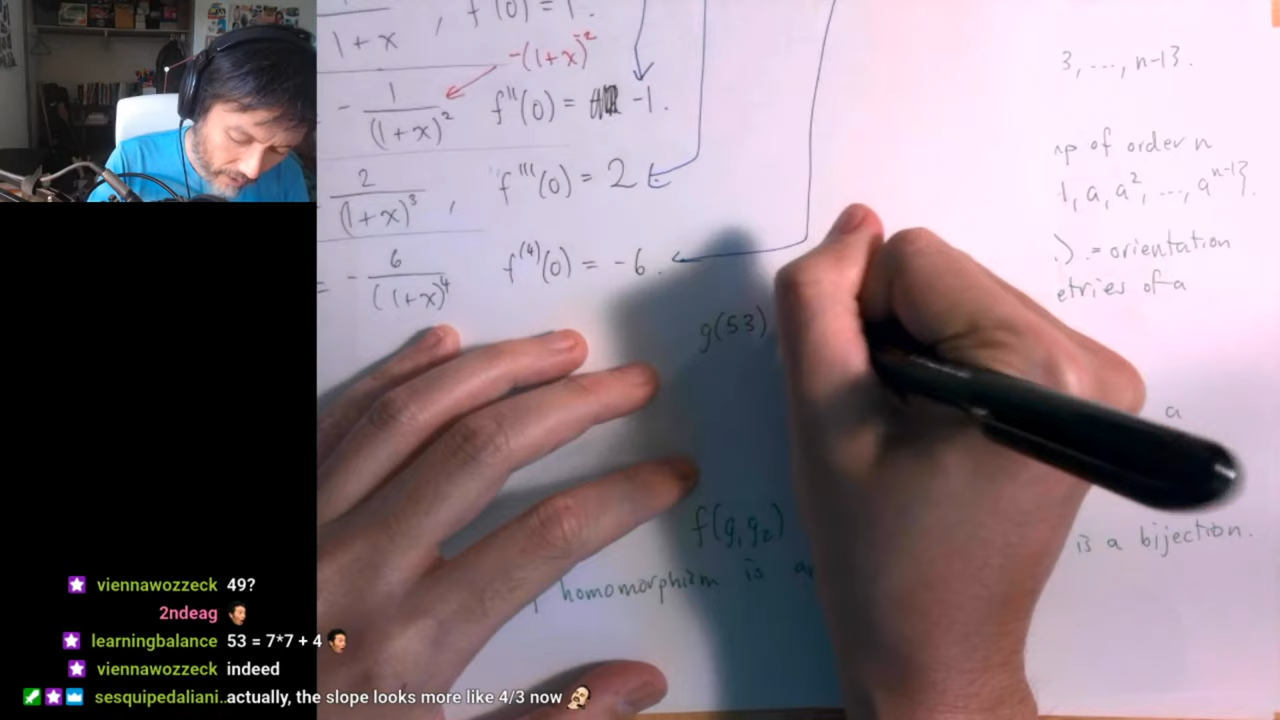 1+x , f'(0) = 1.
-(1+x)^-2
- 1/(1+x)^2 f''(0) = -1.
2/(1+x)^3 , f'''(0) = 2
= - 6/(1+x)^4 f^(4)(0) = -6.
g(53)
f(g1g2)
homomorphism is
3, ..., n-1}.
of order n
1, a, a^2, ..., a^n-1}.
orientation
etries of a
a
is a bijection.
viennawozzeck 49?
2ndeag
learningbalance 53 = 7*7 + 4
viennawozzeck indeed
sesquipedaliani..actually, the slope looks more like 4/3 now